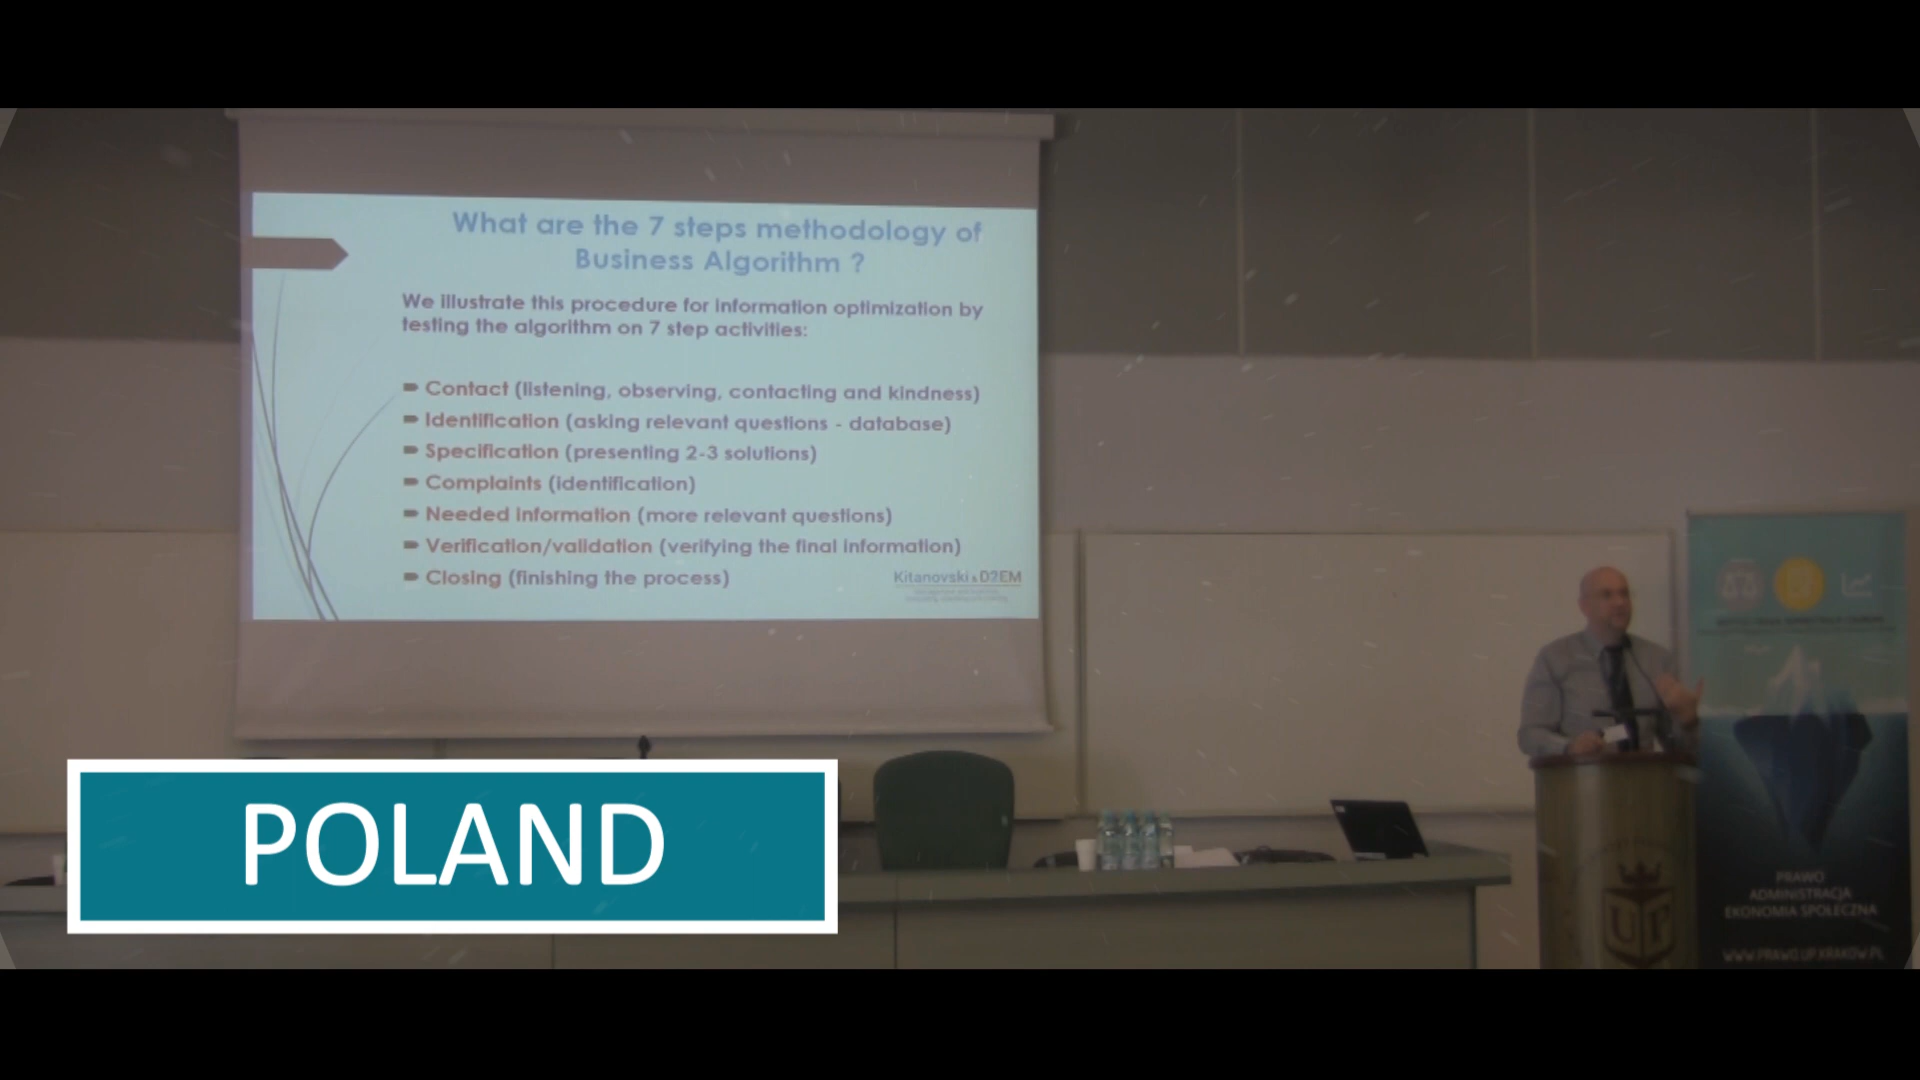 What are the 7 steps methodology of
Business Algorithm ?
We illustrate this procedure for information optimization by
testing the algorithm on 7 step activities:
Contact (listening, observing, contacting and kindness)
Identification (asking relevant questions - database)
Specification (presenting 2-3 solutions)
Complaints (identification)
Needed information (more relevant questions)
Verification/validation (verifying the final information)
Closing (finishing the process)
Kitanovski & D2EM
POLAND
UP
PRAWO
ADMINISTRACJA
EKONOMIA SPOŁECZNA
WWW.PRAWO.UP.KRAKOW.PL